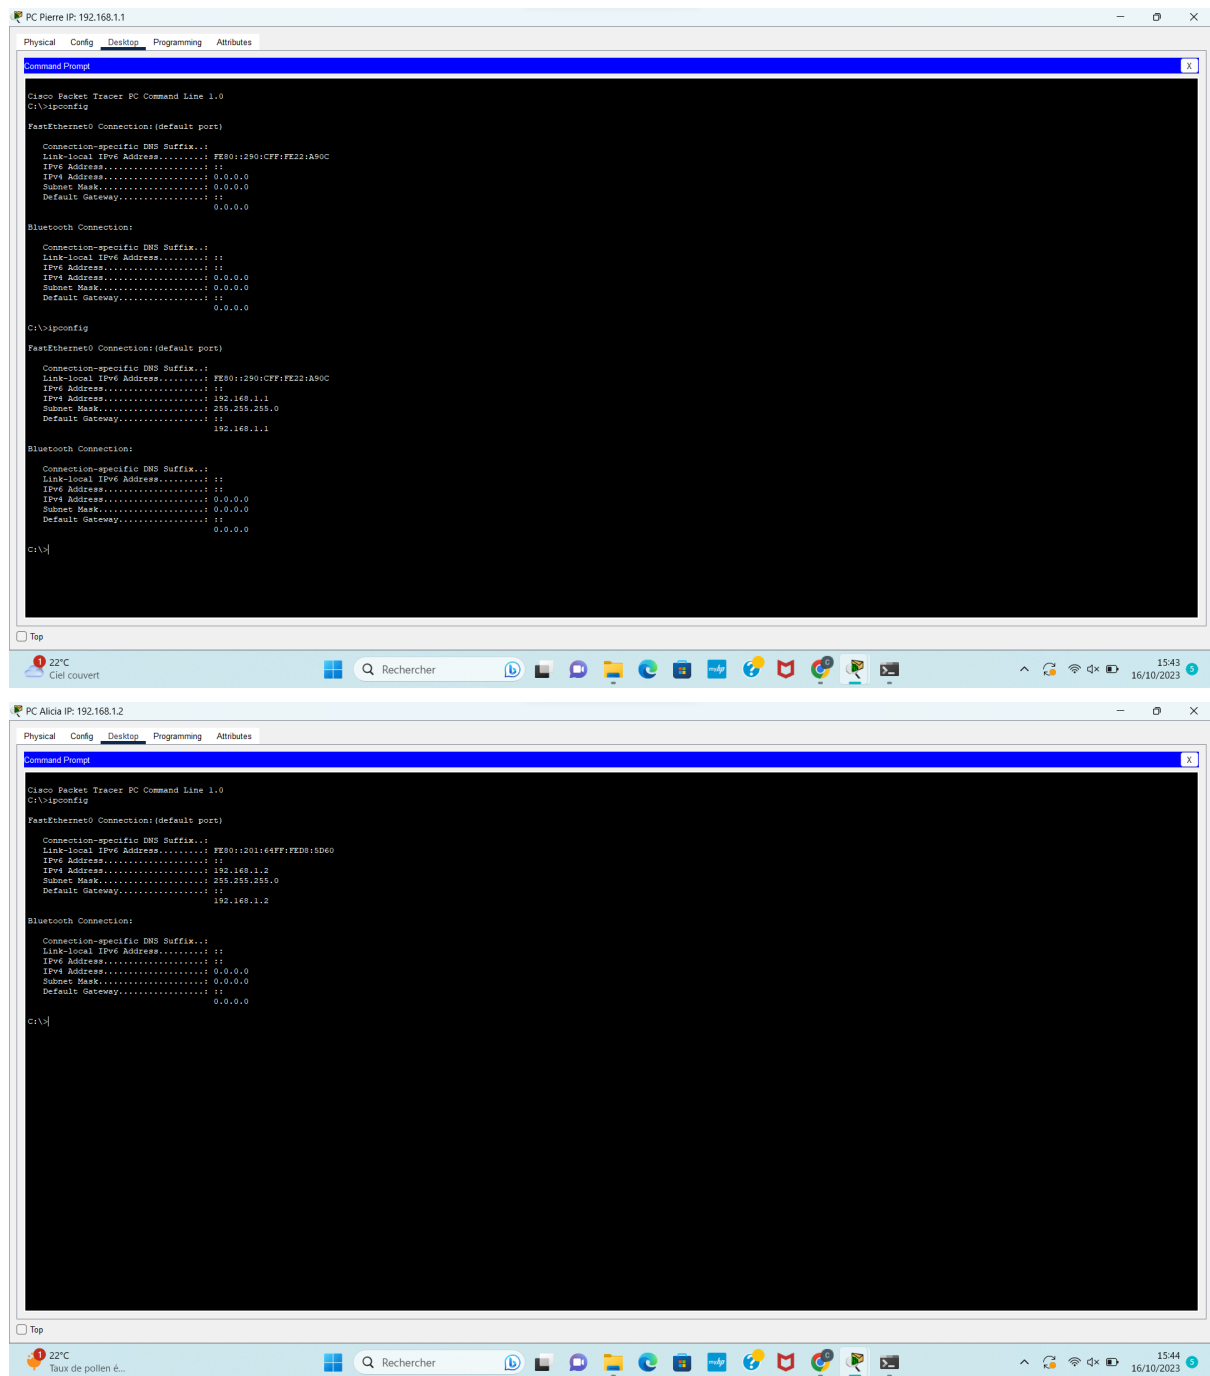 PC Pierre IP: 192.168.1.1
Physical Config Desktop Programming Attributes
Command Prompt
X
Cisco Packet Tracer PC Command Line 1.0
C:\>ipconfig
FastEthernet0 Connection:(default port)
Connection-specific DNS Suffix..:
Link-local IPv6 Address.........: FE80::290:CFF:FE22:A90C
IPv6 Address....................: ::
IPv4 Address....................: 0.0.0.0
Subnet Mask.....................: 0.0.0.0
Default Gateway.................: ::
0.0.0.0
Bluetooth Connection:
Connection-specific DNS Suffix..:
Link-local IPv6 Address.........: ::
IPv6 Address....................: ::
IPv4 Address....................: 0.0.0.0
Subnet Mask.....................: 0.0.0.0
Default Gateway.................: ::
0.0.0.0
C:\>ipconfig
FastEthernet0 Connection:(default port)
Connection-specific DNS Suffix..:
Link-local IPv6 Address.........: FE80::290:CFF:FE22:A90C
IPv6 Address....................: ::
IPv4 Address....................: 192.168.1.1
Subnet Mask.....................: 255.255.255.0
Default Gateway.................: ::
192.168.1.1
Bluetooth Connection:
Connection-specific DNS Suffix..:
Link-local IPv6 Address.........: ::
IPv6 Address....................: ::
IPv4 Address....................: 0.0.0.0
Subnet Mask.....................: 0.0.0.0
Default Gateway.................: ::
0.0.0.0
C:\>
Top
1 22°C
Ciel couvert
Rechercher
15:43
16/10/2023
5
PC Alicia IP: 192.168.1.2
Physical Config Desktop Programming Attributes
Command Prompt
X
Cisco Packet Tracer PC Command Line 1.0
C:\>ipconfig
FastEthernet0 Connection:(default port)
Connection-specific DNS Suffix..:
Link-local IPv6 Address.........: FE80::201:64FF:FED8:5D60
IPv6 Address....................: ::
IPv4 Address....................: 192.168.1.2
Subnet Mask.....................: 255.255.255.0
Default Gateway.................: ::
192.168.1.2
Bluetooth Connection:
Connection-specific DNS Suffix..:
Link-local IPv6 Address.........: ::
IPv6 Address....................: ::
IPv4 Address....................: 0.0.0.0
Subnet Mask.....................: 0.0.0.0
Default Gateway.................: ::
0.0.0.0
C:\>
Top
1 22°C
Taux de pollen é...
Rechercher
15:44
16/10/2023
5